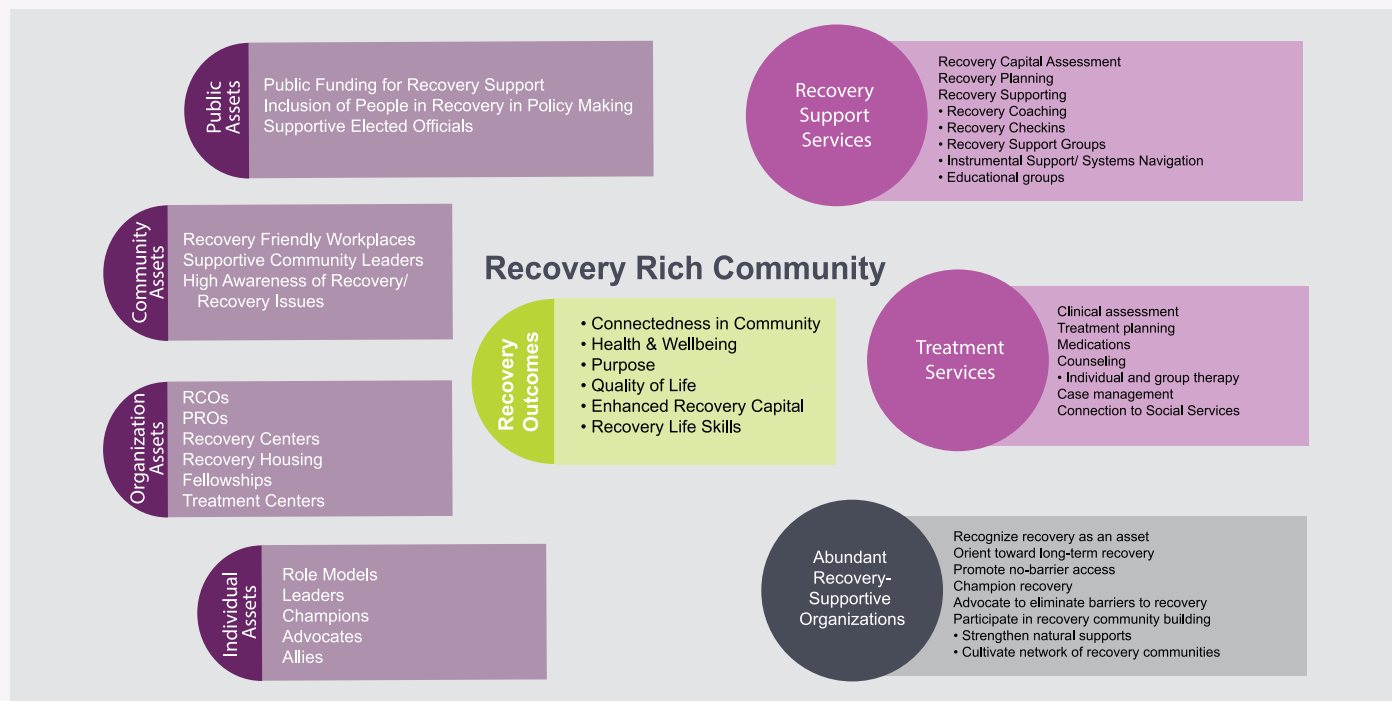 Public
Assets
Public Funding for Recovery Support
Inclusion of People in Recovery in Policy Making
Supportive Elected Officials
Community
Assets
Recovery Friendly Workplaces
Supportive Community Leaders
High Awareness of Recovery/
Recovery Issues
Organization
Assets
RCOs
PROs
Recovery Centers
Recovery Housing
Fellowships
Treatment Centers
Individual
Assets
Role Models
Leaders
Champions
Advocates
Allies
Recovery Rich Community
Recovery
Outcomes
• Connectedness in Community
• Health & Wellbeing
• Purpose
• Quality of Life
• Enhanced Recovery Capital
• Recovery Life Skills
Recovery
Support
Services
Recovery Capital Assessment
Recovery Planning
Recovery Supporting
• Recovery Coaching
• Recovery Checkins
• Recovery Support Groups
• Instrumental Support/ Systems Navigation
• Educational groups
Treatment
Services
Clinical assessment
Treatment planning
Medications
Counseling
• Individual and group therapy
Case management
Connection to Social Services
Abundant
Recovery-
Supportive
Organizations
Recognize recovery as an asset
Orient toward long-term recovery
Promote no-barrier access
Champion recovery
Advocate to eliminate barriers to recovery
Participate in recovery community building
• Strengthen natural supports
• Cultivate network of recovery communities